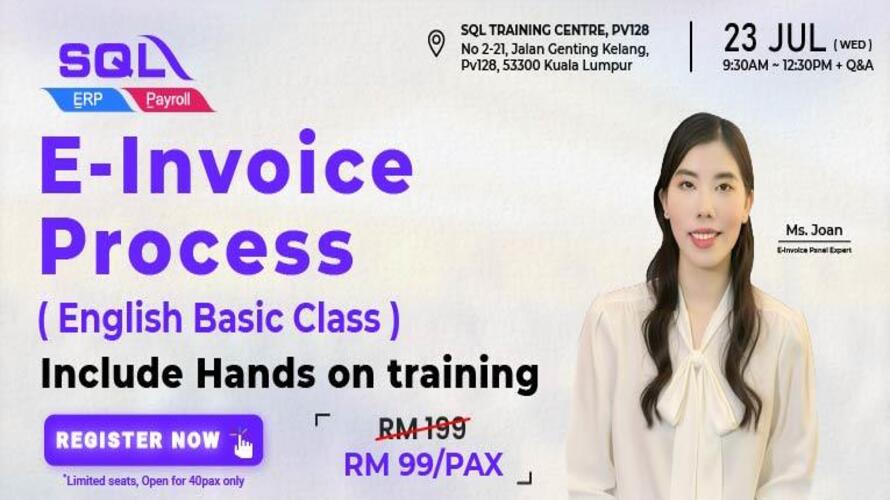 SQL
ERP Payroll
SQL TRAINING CENTRE, PV128
No 2-21, Jalan Genting Kelang,
Pv128, 53300 Kuala Lumpur
23 JUL ( WED )
9:30AM ~ 12:30PM + Q&A
E-Invoice
Process
( English Basic Class )
Include Hands on training
Ms. Joan
E-Invoice Panel Expert
REGISTER NOW
*Limited seats, Open for 40pax only
RM 199
RM 99/PAX